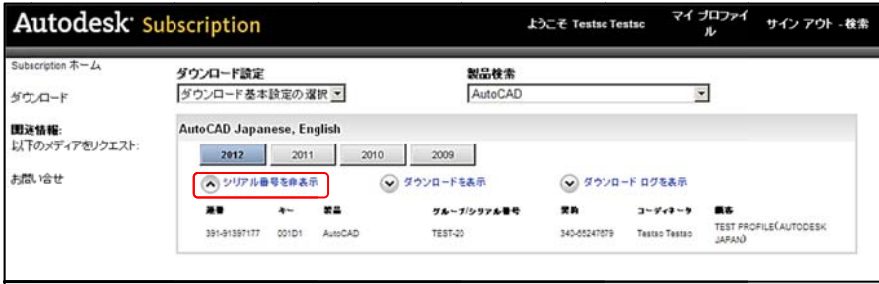 Autodesk Subscription
ようこそ Testsc Testsc
マイ プロファイル
サイン アウト - 検索
Subscription ホーム
ダウンロード
関連情報:
以下のメディアをリクエスト:
お問い合せ
ダウンロード設定
ダウンロード基本設定の選択
製品検索
AutoCAD
AutoCAD Japanese, English
2012 2011 2010 2009
シリアル番号を非表示 ダウンロードを表示 ダウンロード ログを表示
キー 製品 グループ/シリアル番号 契約 コーディネータ 顧客
391-91397177 001D1 AutoCAD TEST-20 Testsc Testsc TEST PROFILE(AUTODESK JAPAN)